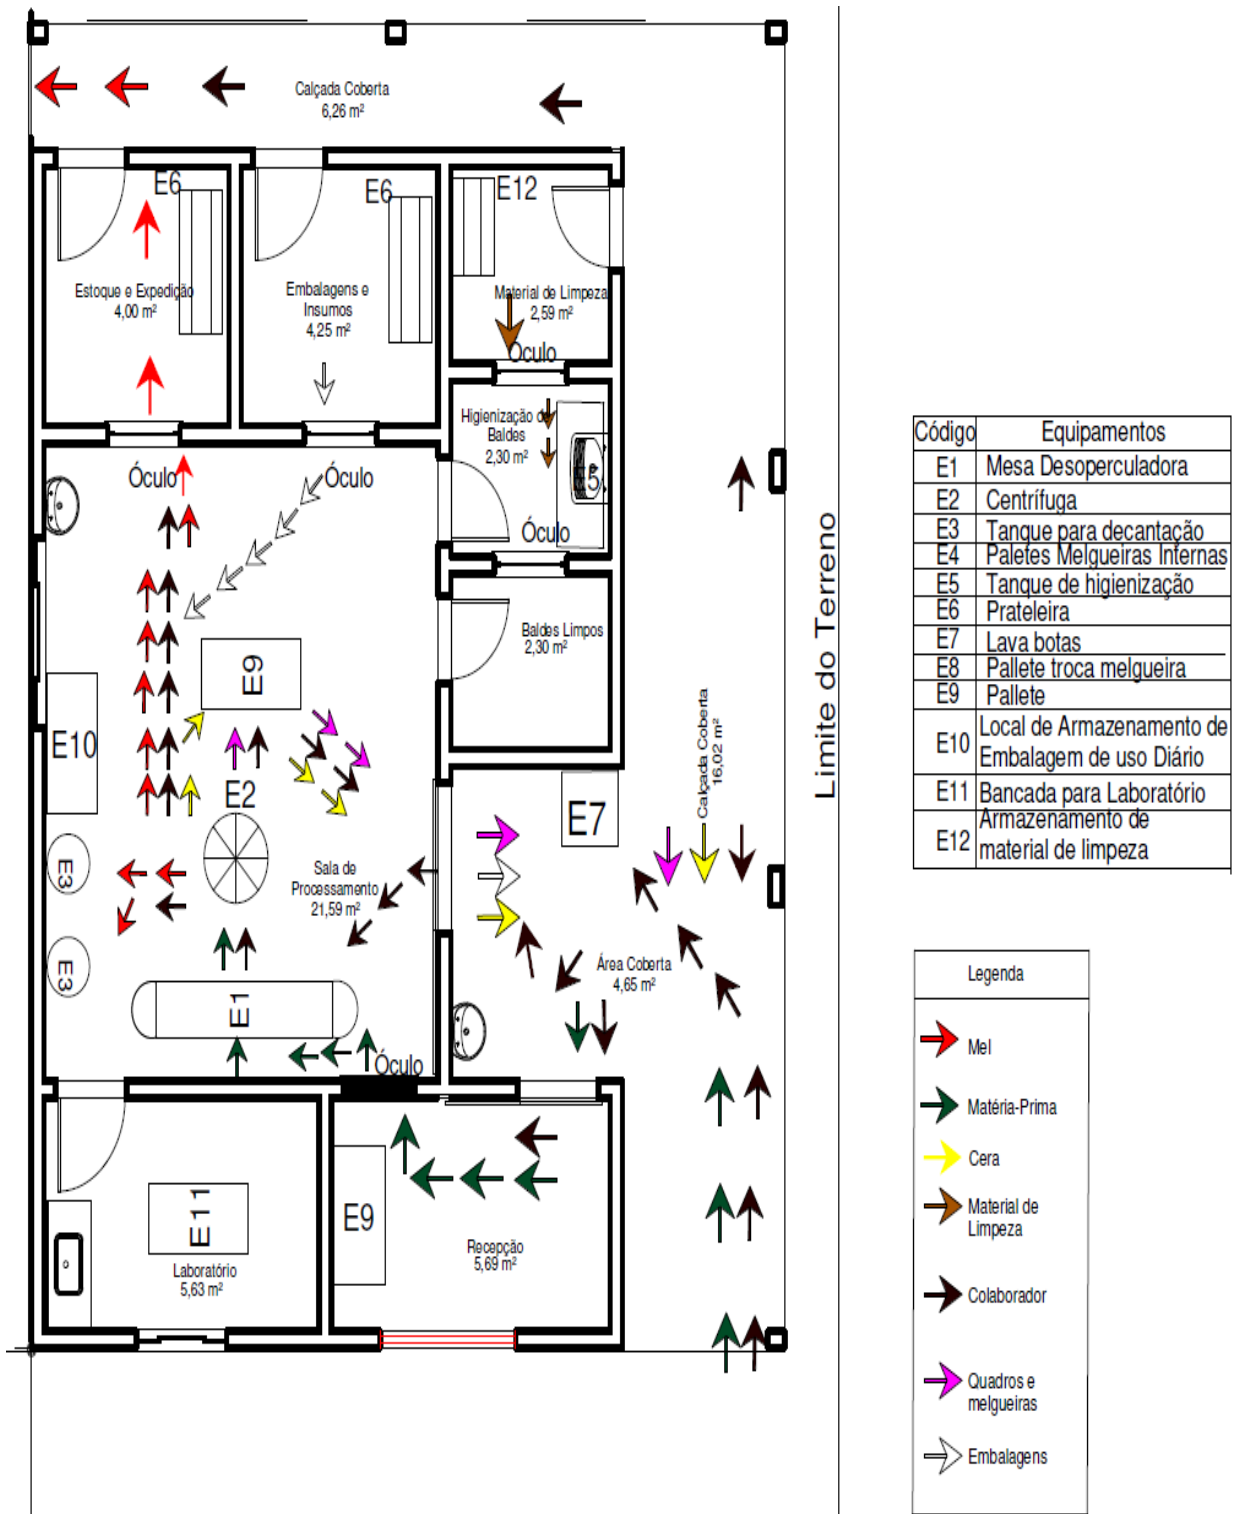 Calçada Coberta
6,26 m²
E6
E6
E12
Estoque e Expedição
4,00 m²
Embalagens e
Insumos
4,25 m²
Material de Limpeza
2,59 m²
Óculo
Higienização de
Baldes
2,30 m²
5
Óculo
Óculo
Óculo
Baldes Limpos
2,30 m²
E9
E10
E2
E7
Calçada Coberta
16,02 m²
Limite do Terreno
E3
Sala de
Processamento
21,59 m²
E3
Área Coberta
4,65 m²
E1
Óculo
E11
Laboratório
5,63 m²
E9
Recepção
5,69 m²
Código Equipamentos
E1 Mesa Desoperculadora
E2 Centrífuga
E3 Tanque para decantação
E4 Paletes Melgueiras Internas
E5 Tanque de higienização
E6 Prateleira
E7 Lava botas
E8 Pallete troca melgueira
E9 Pallete
E10 Local de Armazenamento de
Embalagem de uso Diário
E11 Bancada para Laboratório
E12 Armazenamento de
material de limpeza
Legenda
Mel
Matéria-Prima
Cera
Material de
Limpeza
Colaborador
Quadros e
melgueiras
Embalagens